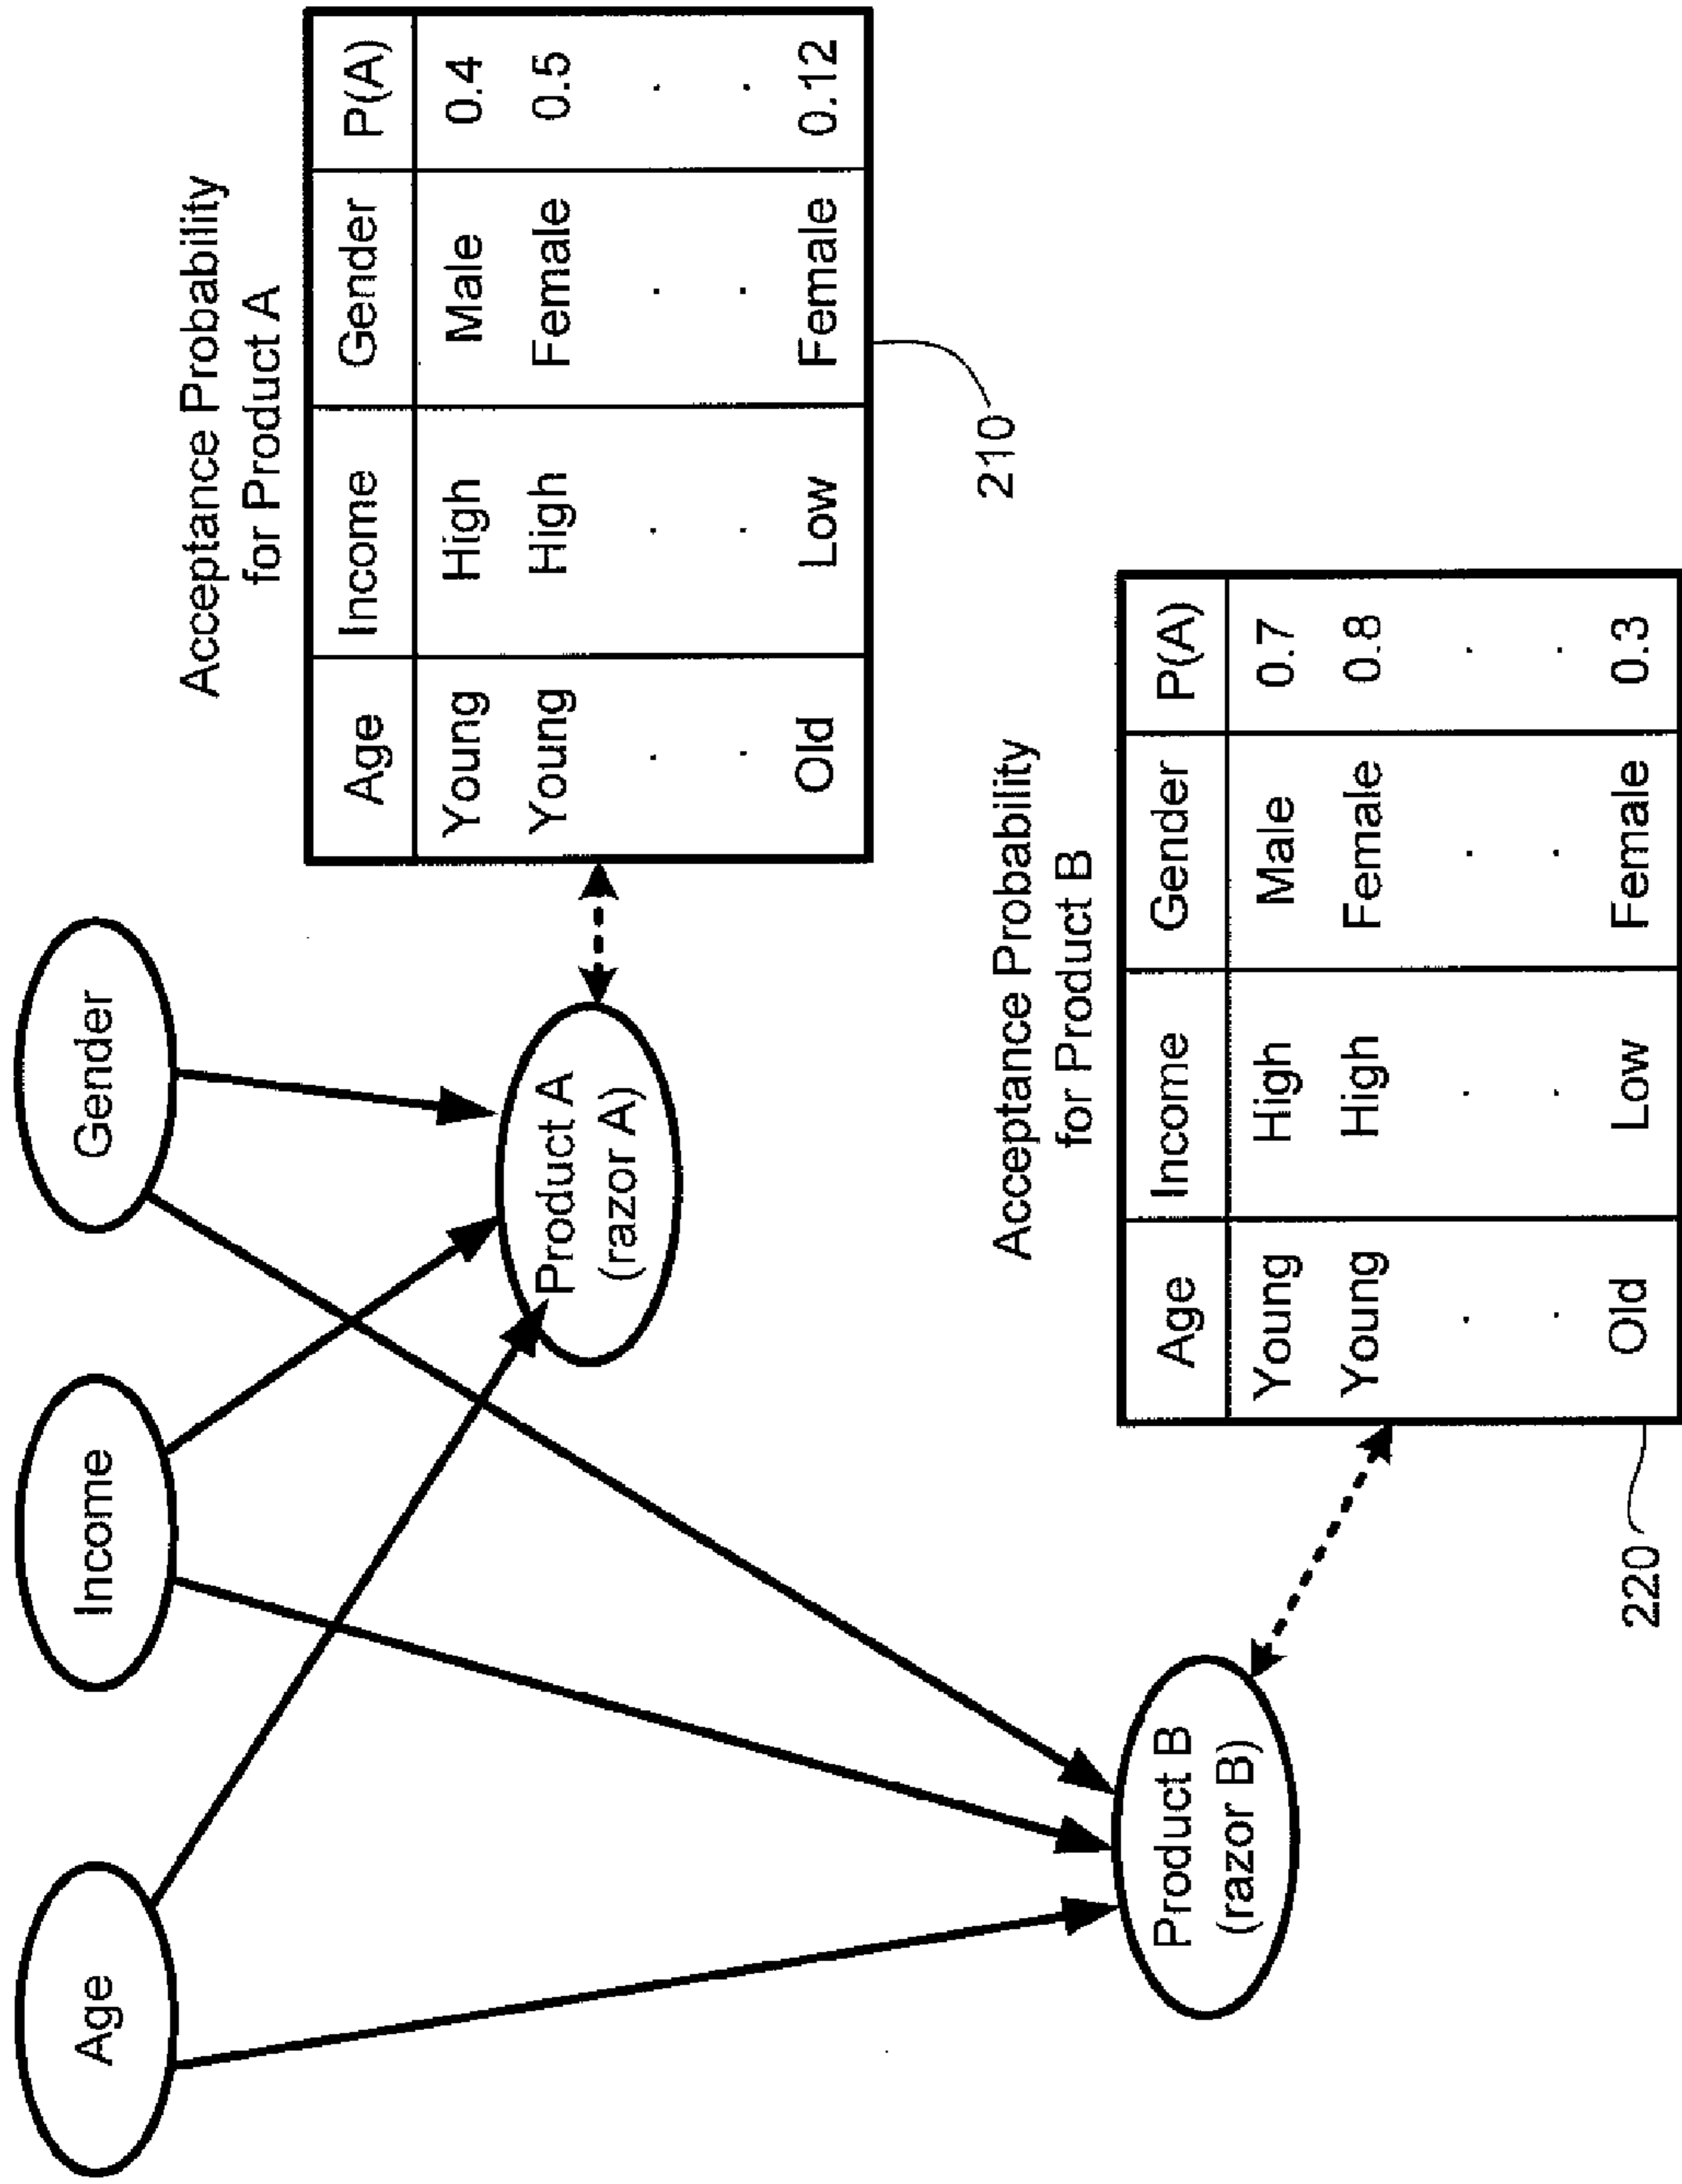 Age
Income
Gender
Product A
(razor A)
Acceptance Probability
for Product A
Age Income Gender P(A)
Young High Male 0.4
Young High Female 0.5
. . . .
. . . .
Old Low Female 0.12
210
Product B
(razor B)
Acceptance Probability
for Product B
Age Income Gender P(A)
Young High Male 0.7
Young High Female 0.8
. . . .
. . . .
Old Low Female 0.3
220